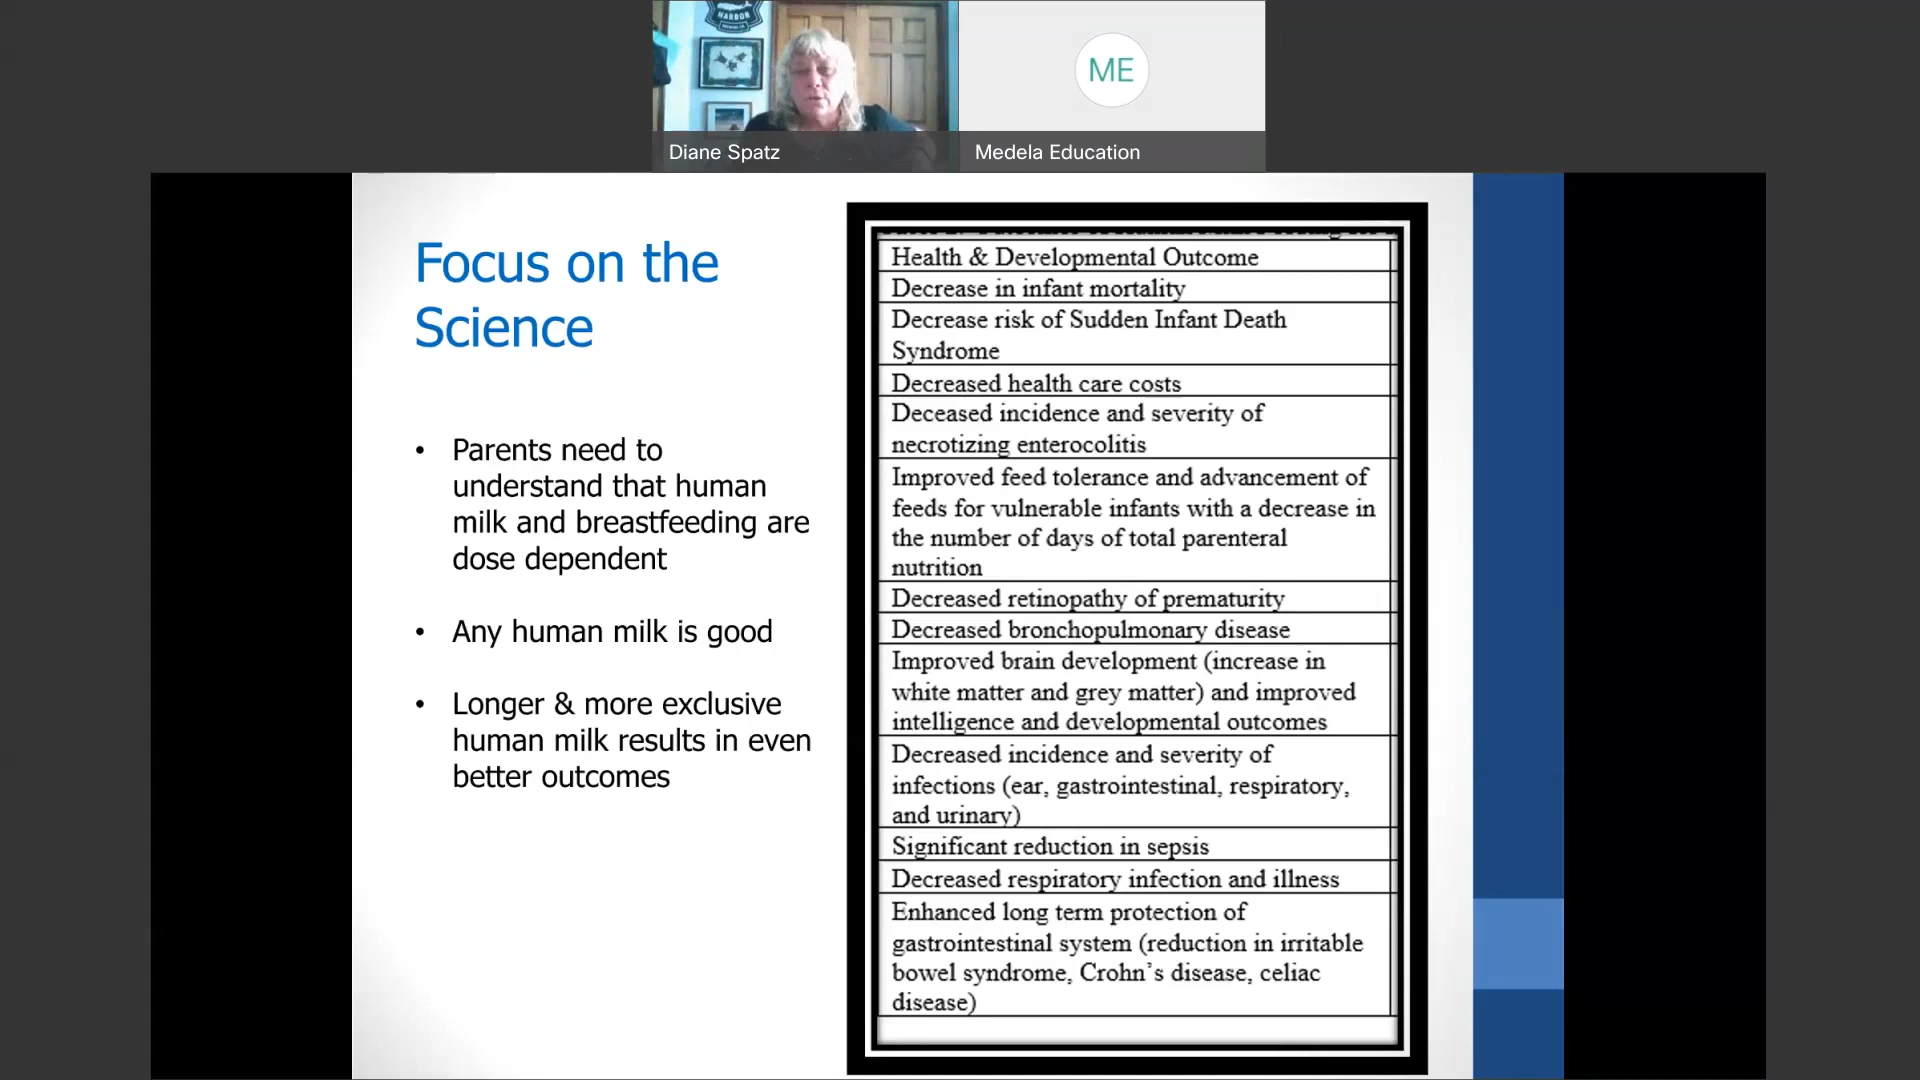 HARBOR
ME
Diane Spatz
Medela Education
Focus on the
Science
• Parents need to
understand that human
milk and breastfeeding are
dose dependent
• Any human milk is good
• Longer & more exclusive
human milk results in even
better outcomes
Health & Developmental Outcome
Decrease in infant mortality
Decrease risk of Sudden Infant Death
Syndrome
Decreased health care costs
Deceased incidence and severity of
necrotizing enterocolitis
Improved feed tolerance and advancement of
feeds for vulnerable infants with a decrease in
the number of days of total parenteral
nutrition
Decreased retinopathy of prematurity
Decreased bronchopulmonary disease
Improved brain development (increase in
white matter and grey matter) and improved
intelligence and developmental outcomes
Decreased incidence and severity of
infections (ear, gastrointestinal, respiratory,
and urinary)
Significant reduction in sepsis
Decreased respiratory infection and illness
Enhanced long term protection of
gastrointestinal system (reduction in irritable
bowel syndrome, Crohn’s disease, celiac
disease)